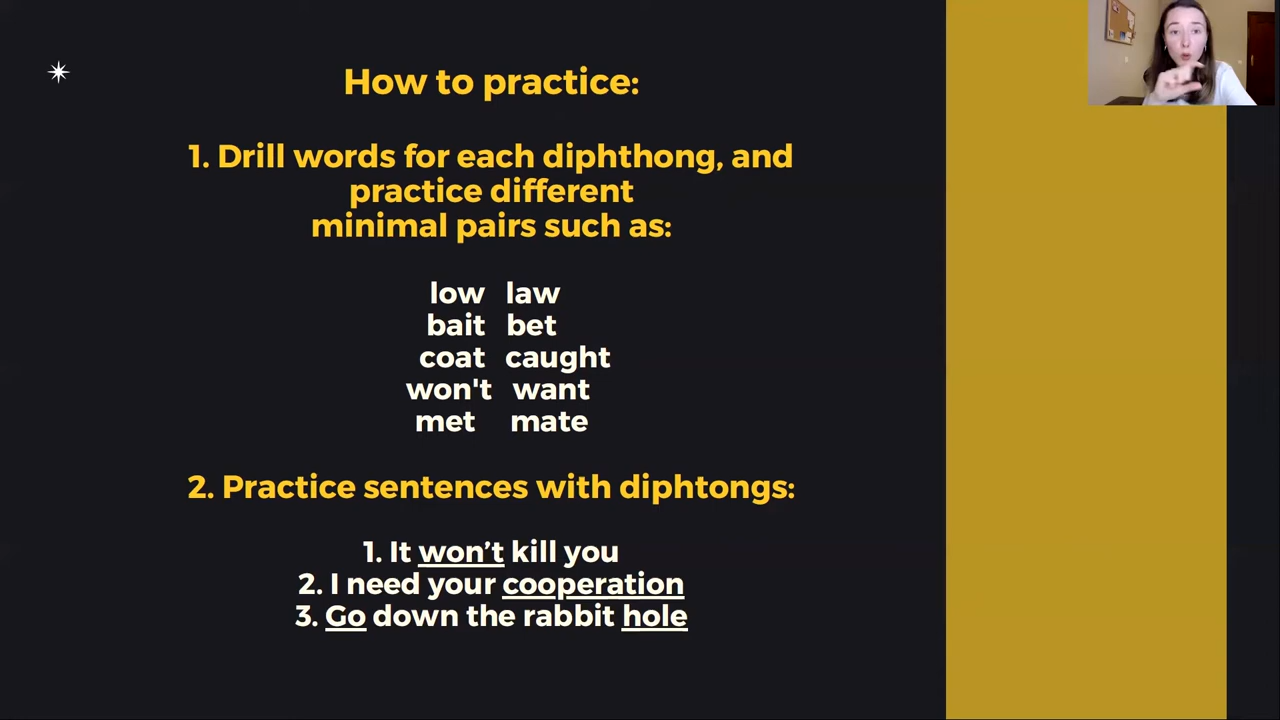 How to practice:
1. Drill words for each diphthong, and
practice different
minimal pairs such as:
low law
bait bet
coat caught
won't want
met mate
2. Practice sentences with diphtongs:
1. It won’t kill you
2. I need your cooperation
3. Go down the rabbit hole